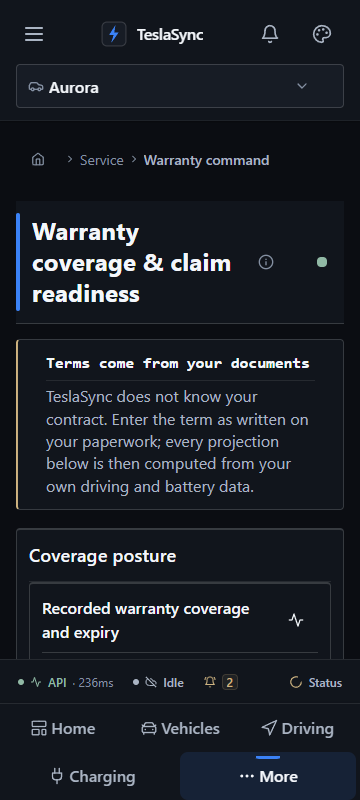 TeslaSync
Aurora
Service
Warranty command
Warranty
coverage & claim
readiness
Terms come from your documents
TeslaSync does not know your
contract. Enter the term as written on
your paperwork; every projection
below is then computed from your
own driving and battery data.
Coverage posture
Recorded warranty coverage
and expiry
API · 236ms
Idle
2
Status
Home
Vehicles
Driving
Charging
More